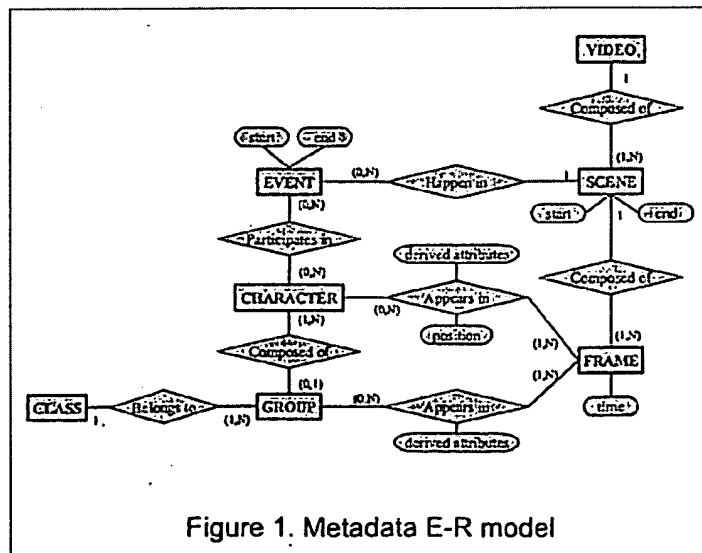 VIDEO
1
Composed of
(1,N)
start
end
EVENT
(0,N)
Happen in
1
SCENE
(0,N)
start
1
end
Participates in
(0,N)
derived attributes
Composed of
CHARACTER
(0,N)
Appears in
(1,N)
position
(1,N)
(1,N)
FRAME
Composed of
(0,1)
(1,N)
CLASS
1
Belongs to
(1,N)
GROUP
(0,N)
Appears in
time
derived attributes
Figure 1. Metadata E-R model